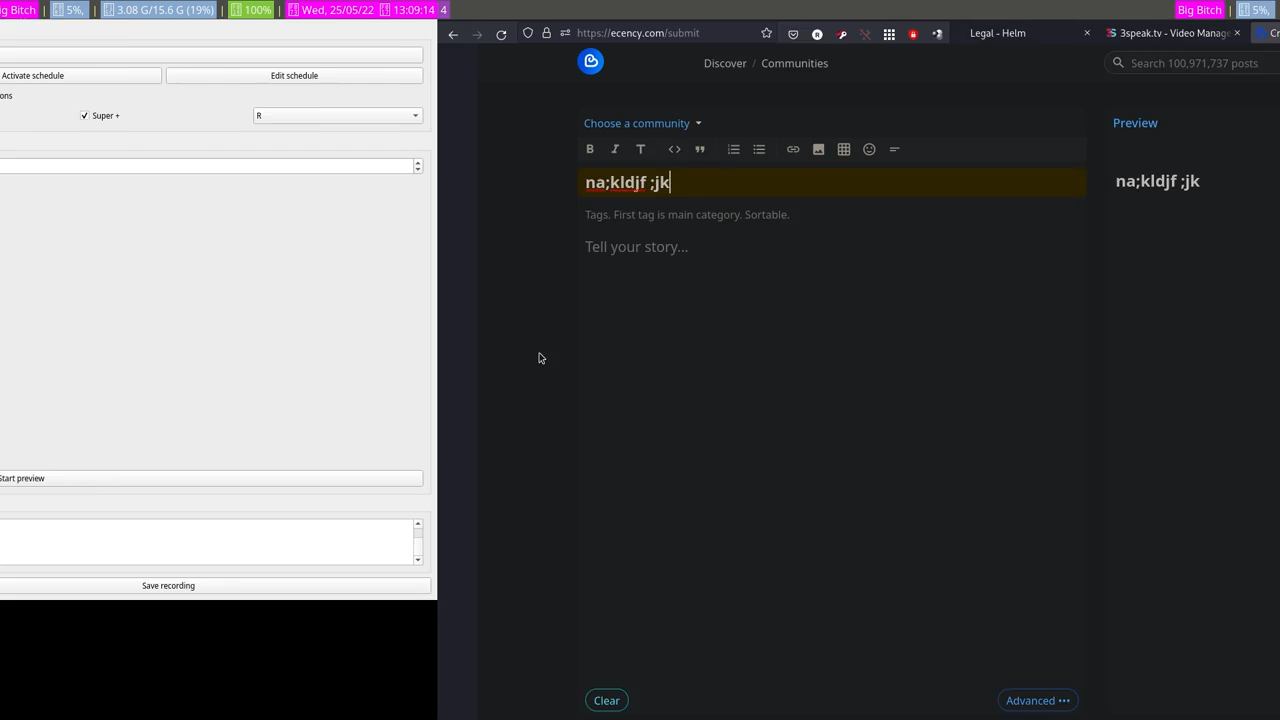 ig Bitch | 5%, | 3.08 G/15.6 G (19%) | 100% | Wed, 25/05/22 13:09:14 4
Big Bitch | 5%,
https://ecency.com/submit
Legal - Helm
3speak.tv - Video Manage
Cr
Activate schedule
Edit schedule
ons
Super +
R
Start preview
Save recording
Discover / Communities
Search 100,971,737 posts
Choose a community
Preview
na;kldjf ;jk
na;kldjf ;jk
Tags. First tag is main category. Sortable.
Tell your story...
Clear
Advanced •••